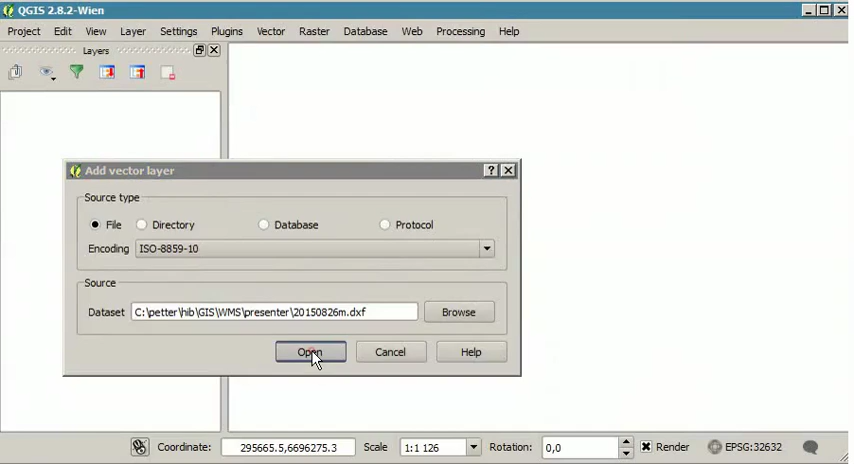 QGIS 2.8.2-Wien
Project Edit View Layer Settings Plugins Vector Raster Database Web Processing Help
Layers
Add vector layer
Source type
File Directory Database Protocol
Encoding ISO-8859-10
Source
Dataset C:\petter\hib\GIS\WMS\presenter\20150826m.dxf Browse
Open Cancel Help
Coordinate: 295665.5,6696275.3 Scale 1:1 126 Rotation: 0,0 Render EPSG:32632